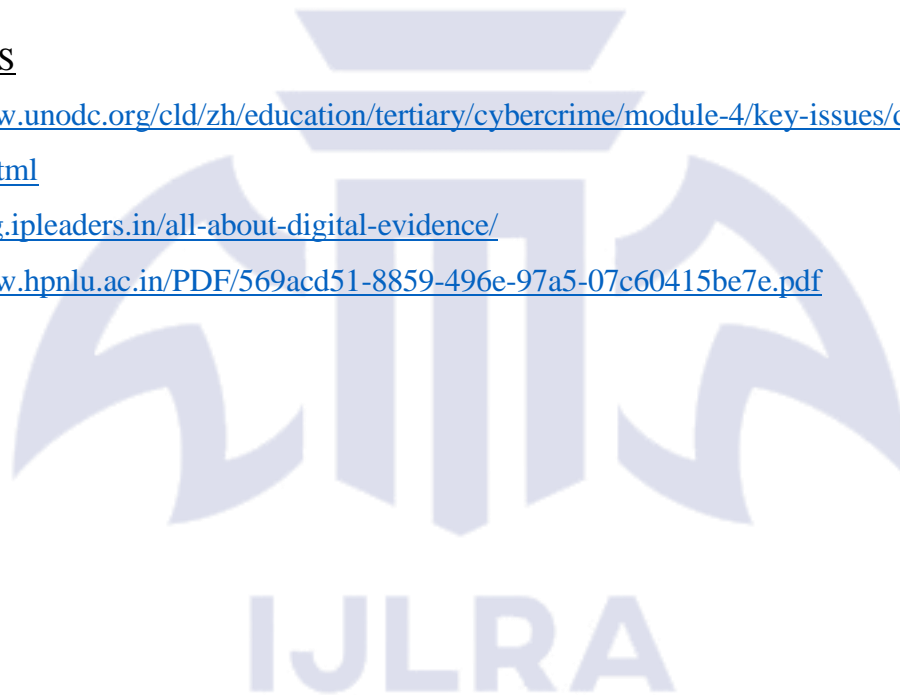 s
w.unodc.org/cld/zh/education/tertiary/cybercrime/module-4/key-issues/
tml
g.ipleaders.in/all-about-digital-evidence/
w.hpnlu.ac.in/PDF/569acd51-8859-496e-97a5-07c60415be7e.pdf
IJLRA